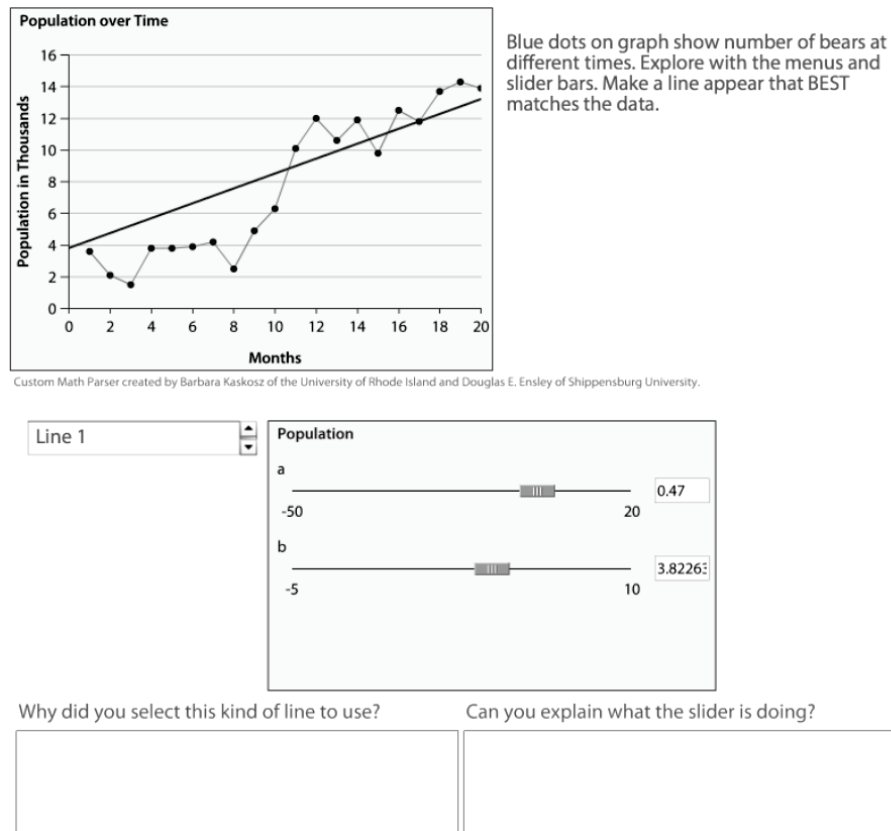 Population over Time
Blue dots on graph show number of bears at
different times. Explore with the menus and
slider bars. Make a line appear that BEST
matches the data.
Population in Thousands
16
14
12
10
8
6
4
2
0
0 2 4 6 8 10 12 14 16 18 20
Months
Custom Math Parser created by Barbara Kaskosz of the University of Rhode Island and Douglas E. Ensley of Shippensburg University.
Line 1
Population
a
0.47
-50 20
b
3.82263
-5 10
Why did you select this kind of line to use?
Can you explain what the slider is doing?